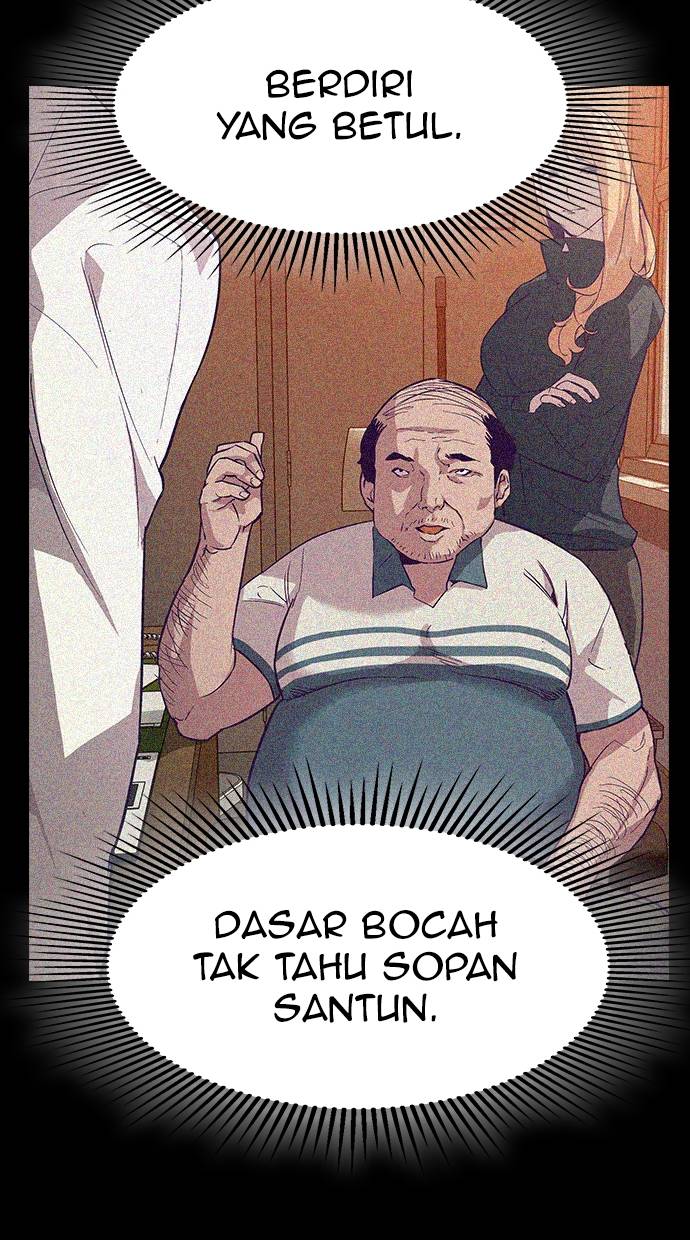 BERDIRI
YANG BETUL.
DASAR BOCAH
TAK TAHU SOPAN
SANTUN.